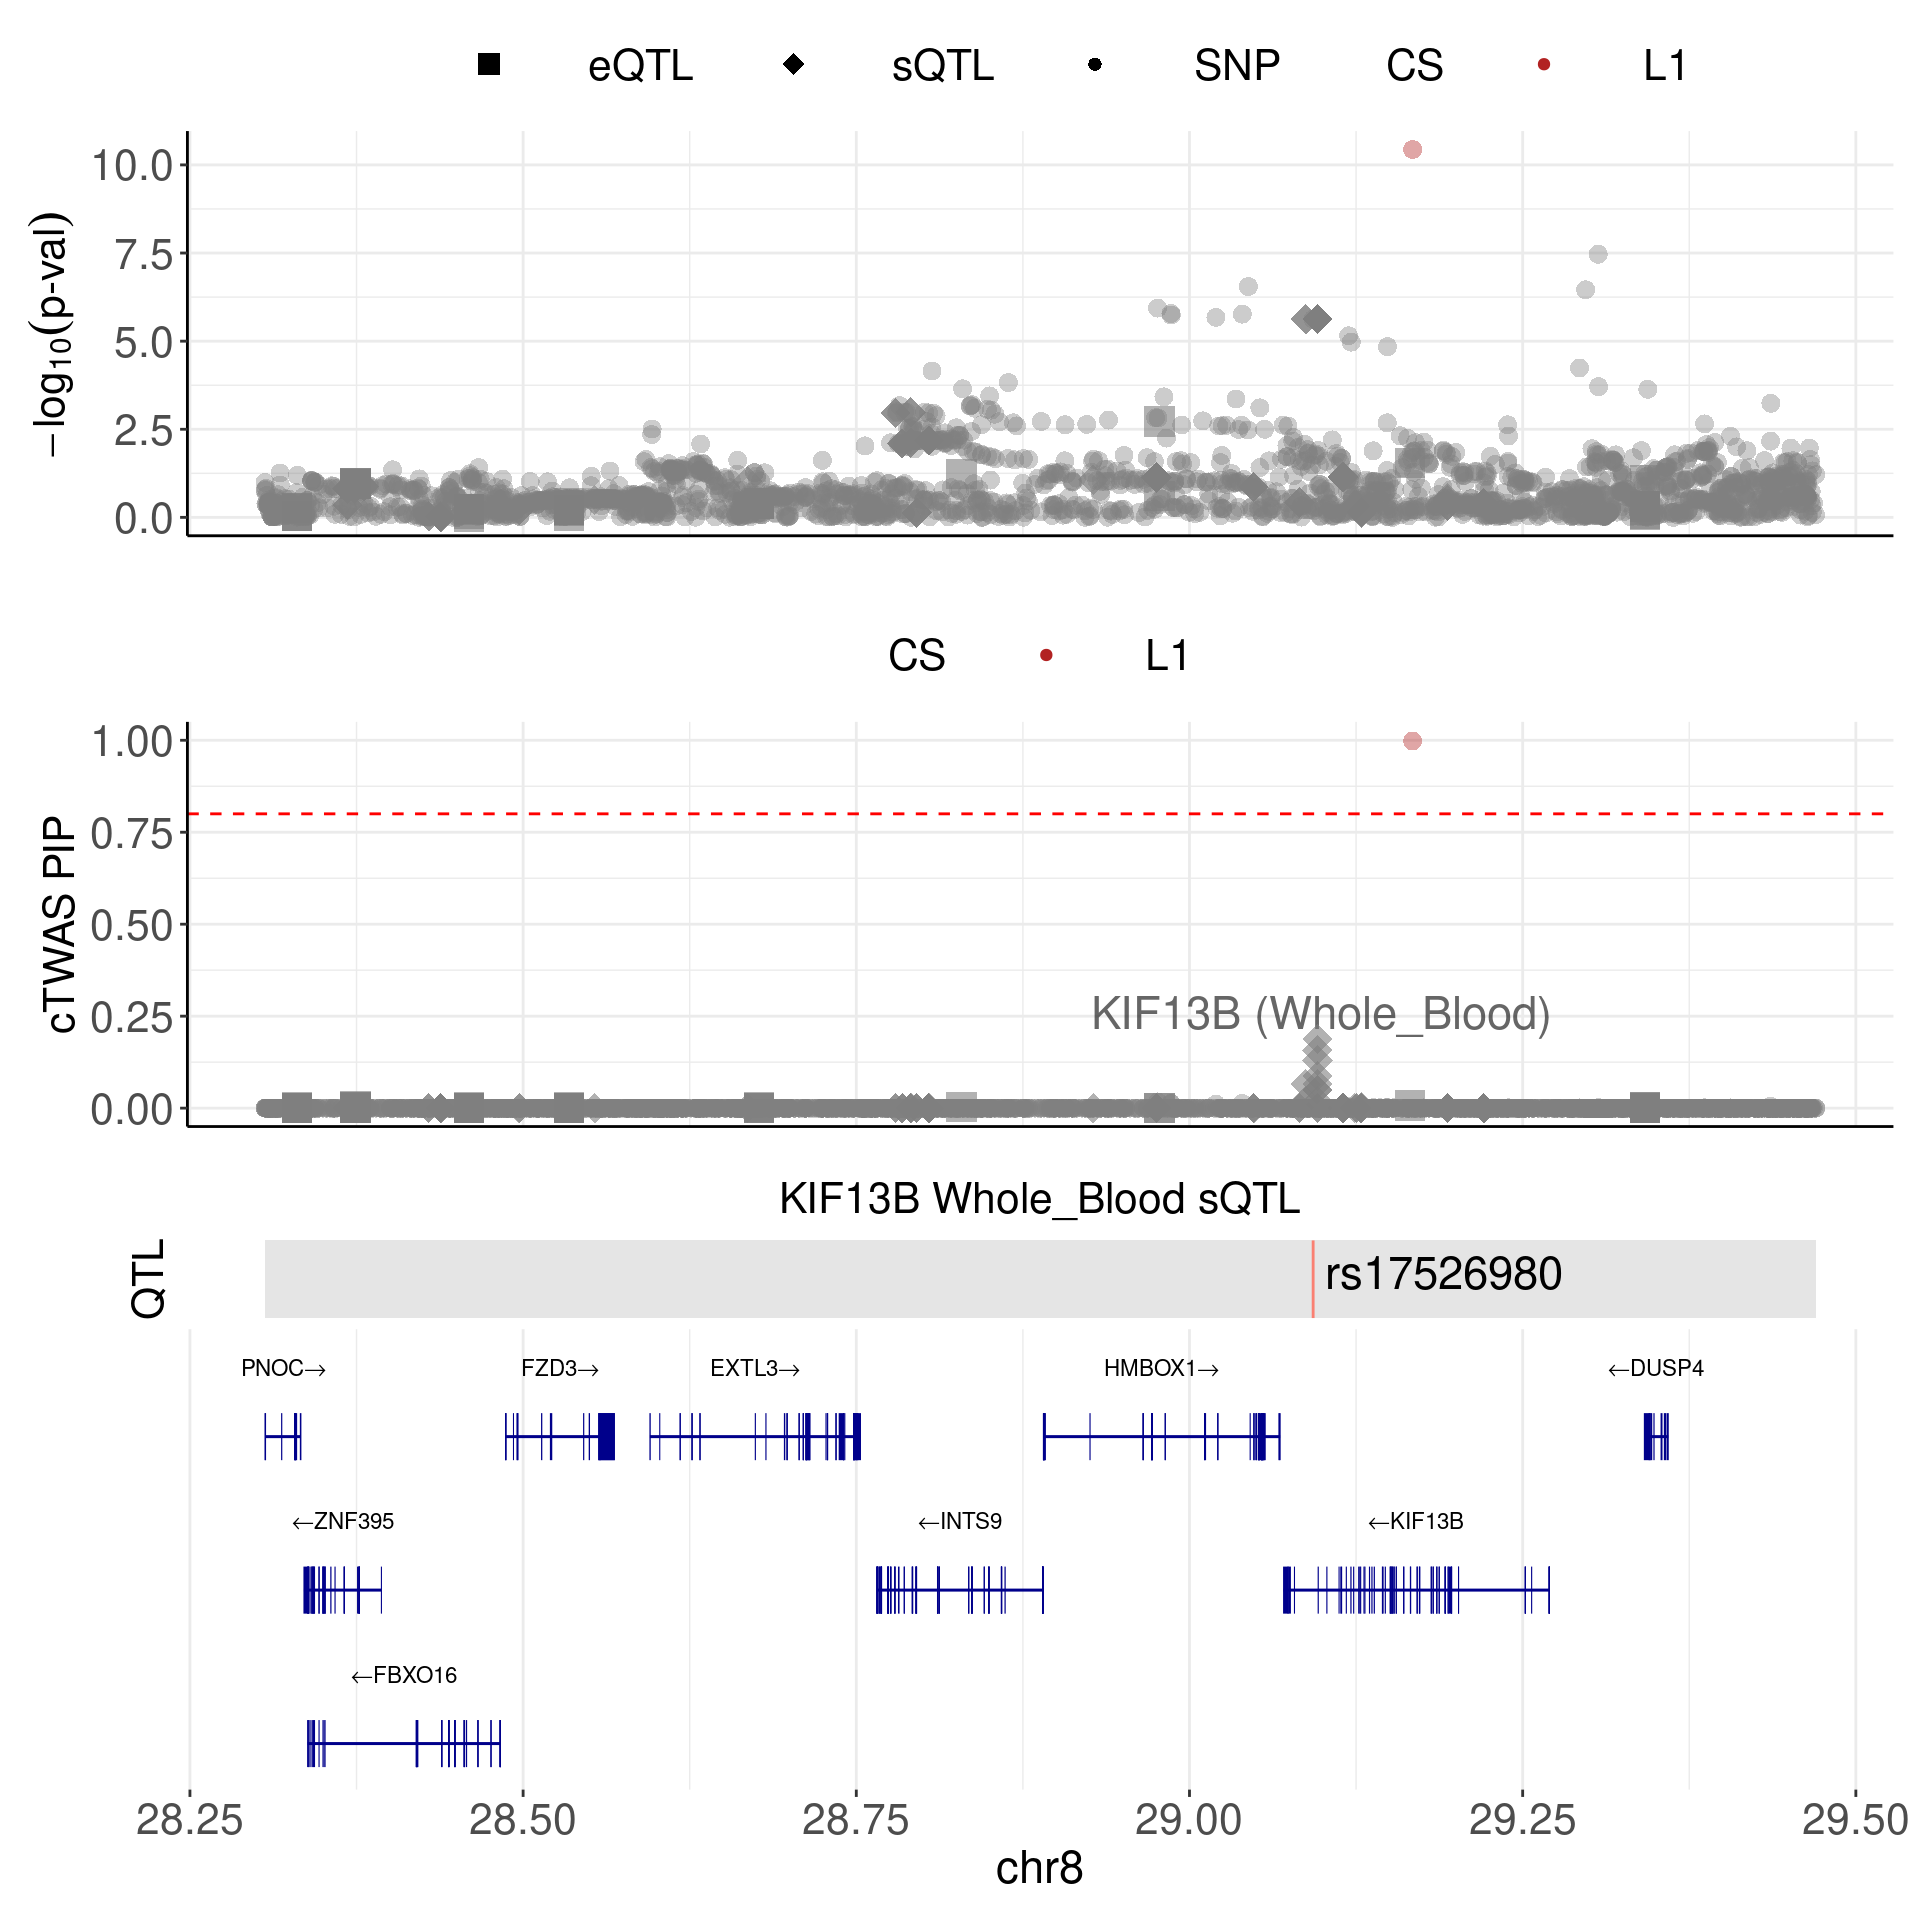 eQTL sQTL SNP CS L1
10.0
7.5
5.0
2.5
0.0
−log10(p-val)
CS L1
1.00
0.75
0.50
0.25
0.00
cTWAS PIP
KIF13B (Whole_Blood)
KIF13B Whole_Blood sQTL
QTL
rs17526980
PNOC→ FZD3→ EXTL3→ HMBOX1→ ←DUSP4
←ZNF395 ←INTS9 ←KIF13B
←FBXO16
28.25 28.50 28.75 29.00 29.25 29.50
chr8